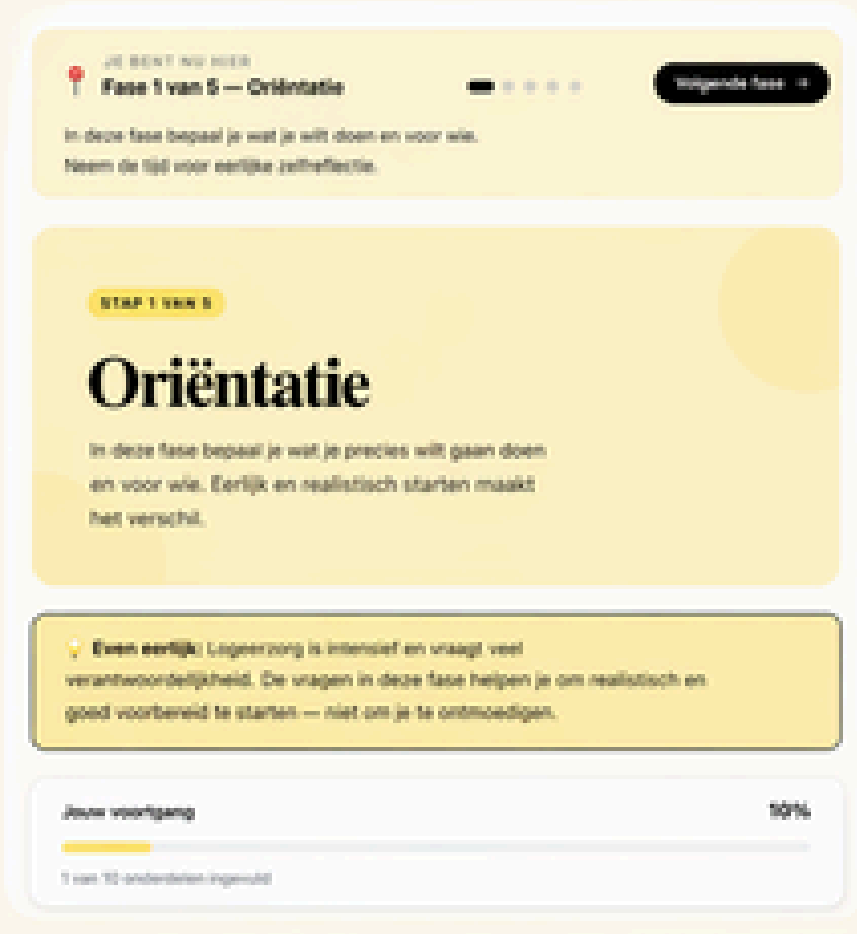 JE BENT NU HIER
Fase 1 van 5 — Oriëntatie
Volgende fase →
In deze fase bepaal je wat je wilt doen en voor wie.
Neem de tijd voor eerlijke zelfreflectie.
STAP 1 VAN 5
Oriëntatie
In deze fase bepaal je wat je precies wilt gaan doen
en voor wie. Eerlijk en realistisch starten maakt
het verschil.
Even eerlijk: Logeerzorg is intensief en vraagt veel
verantwoordelijkheid. De vragen in deze fase helpen je om realistisch en
goed voorbereid te starten — niet om je te ontmoedigen.
Jouw voortgang
10%
1 van 10 onderdelen ingevuld